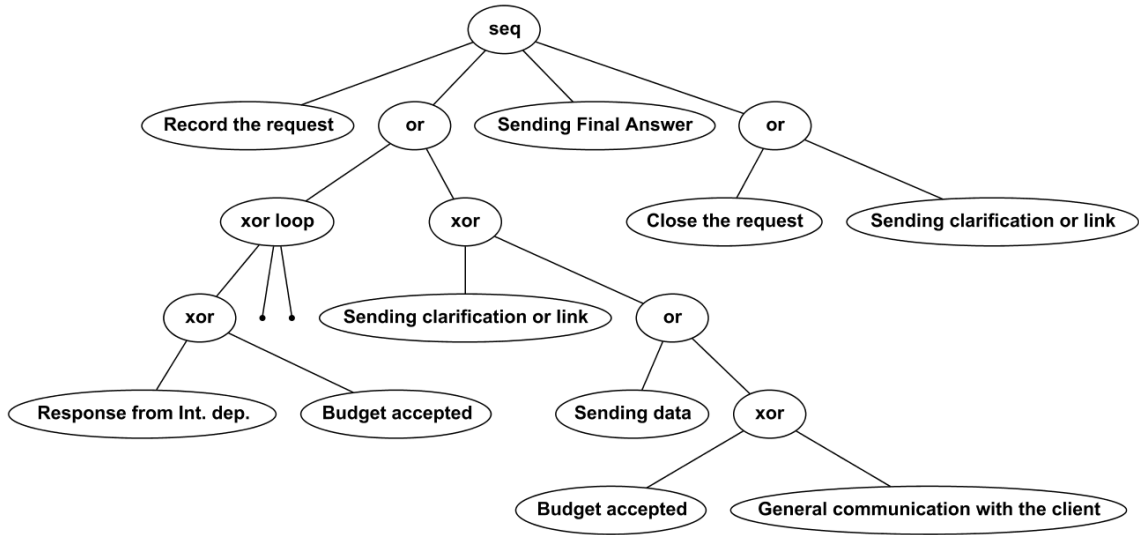 seq
Record the request
or
Sending Final Answer
or
xor loop
xor
Close the request
Sending clarification or link
xor
Sending clarification or link
or
Response from Int. dep.
Budget accepted
Sending data
xor
Budget accepted
General communication with the client